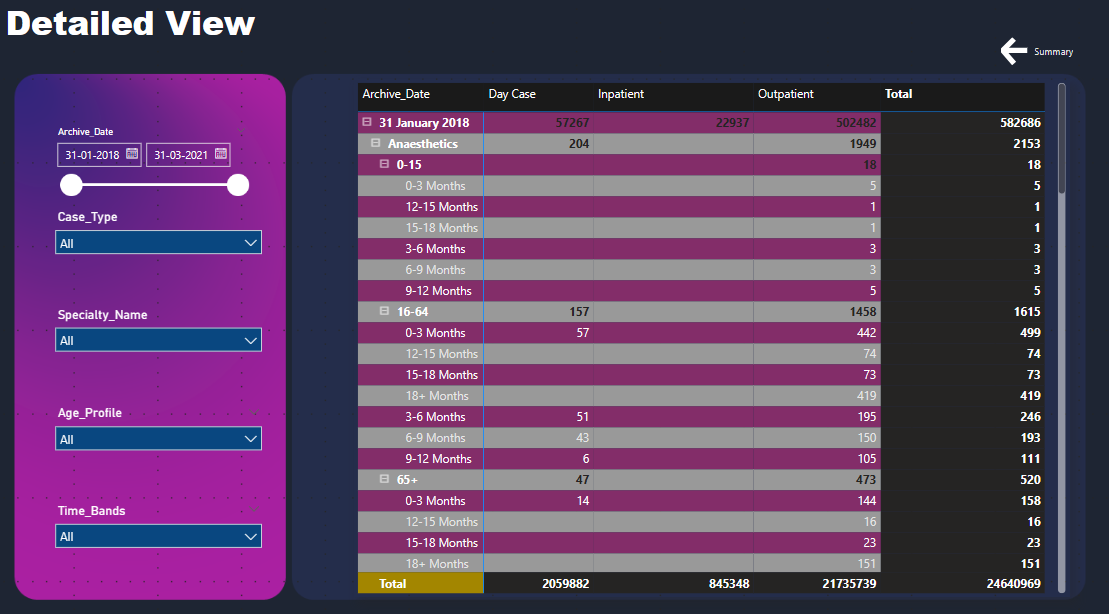 Detailed View
Summary
Archive_Date
31-01-2018 31-03-2021
Case_Type
All
Specialty_Name
All
Age_Profile
All
Time_Bands
All
Archive_Date Day Case Inpatient Outpatient Total
31 January 2018 57267 22937 502482 582686
Anaesthetics 204 1949 2153
0-15 18 18
0-3 Months 5 5
12-15 Months 1 1
15-18 Months 1 1
3-6 Months 3 3
6-9 Months 3 3
9-12 Months 5 5
16-64 157 1458 1615
0-3 Months 57 442 499
12-15 Months 74 74
15-18 Months 73 73
18+ Months 419 419
3-6 Months 51 195 246
6-9 Months 43 150 193
9-12 Months 6 105 111
65+ 47 473 520
0-3 Months 14 144 158
12-15 Months 16 16
15-18 Months 23 23
18+ Months 151 151
Total 2059882 845348 21735739 24640969